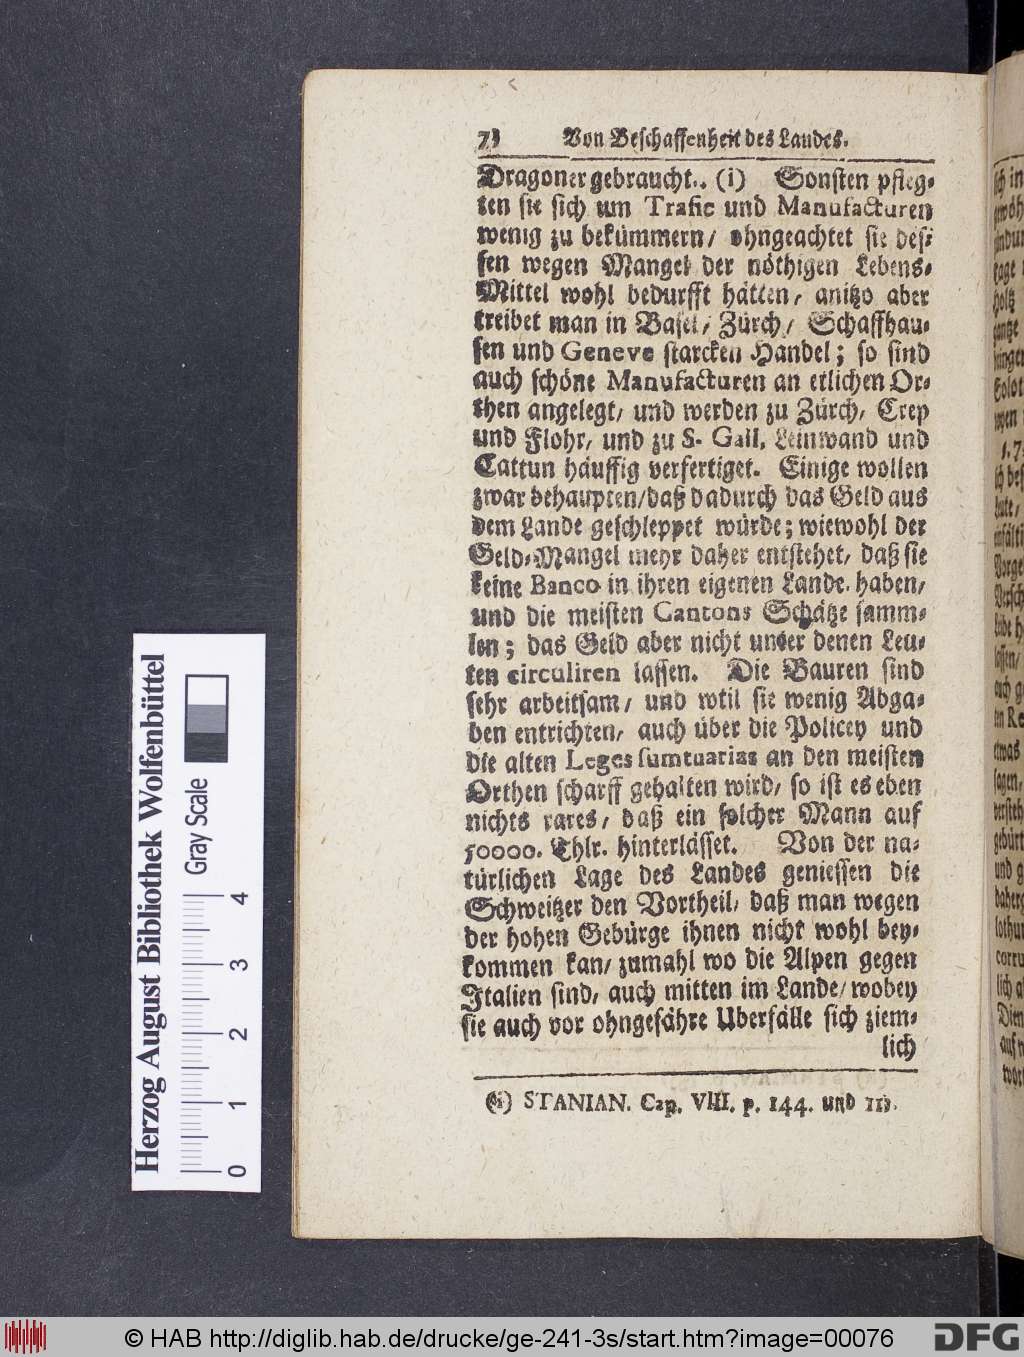 Von Beschaffenheit des Landes.
Dragoner gebraucht.. (i) Sonsten pfleg-
ten sie sich um Trafic und Manufacturen
wenig zu bekümmern/ ohngeachtet sie des-
sen wegen Mangel der nöthigen Lebens-
Mittel wohl bedurfft hätten/ anitzo aber
treibet man in Basel/ Zürch/ Schaffhau-
sen und Geneve starcken Handel; so sind
auch schöne Manufacturen an etlichen Or-
then angelegt/ und werden zu Zürch, Crep
und Flohr, und zu S. Gall, Leinwand und
Cattun häuffig verfertiget. Einige wollen
zwar behaupten/ daß dadurch das Geld aus
dem Lande geschleppet würde; wiewohl der
Geld-Mangel mehr daher entstehet, daß sie
keine Banco in ihren eigenen Lande. haben/
und die meisten Cantons Schätze samm-
len; das Geld aber nicht unter denen Leu-
ten circuliren lassen. Die Bauren sind
sehr arbeitsam/ und weil sie wenig Abga-
ben entrichten, auch über die Policey und
die alten Leges sumtuarias an den meisten
Orthen scharff gehalten wird/ so ist es eben
nichts rares/ daß ein solcher Mann auf
50000. Thlr. hinterlässet. Von der na-
türlichen Lage des Landes geniessen die
Schweitzer den Vortheil/ daß man wegen
der hohen Gebürge ihnen nicht wohl bey-
kommen kan/ zumahl wo die Alpen gegen
Italien sind, auch mitten im Lande/ wobey
sie auch vor ohngefähre Uberfälle sich ziem-
lich
(i) STANIAN. Cap. VIII. p. 144. und
Herzog August Bibliothek Wolfenbüttel
Gray Scale
0 1 2 3 4
© HAB http://diglib.hab.de/drucke/ge-241-3s/start.htm?image=00076
DFG